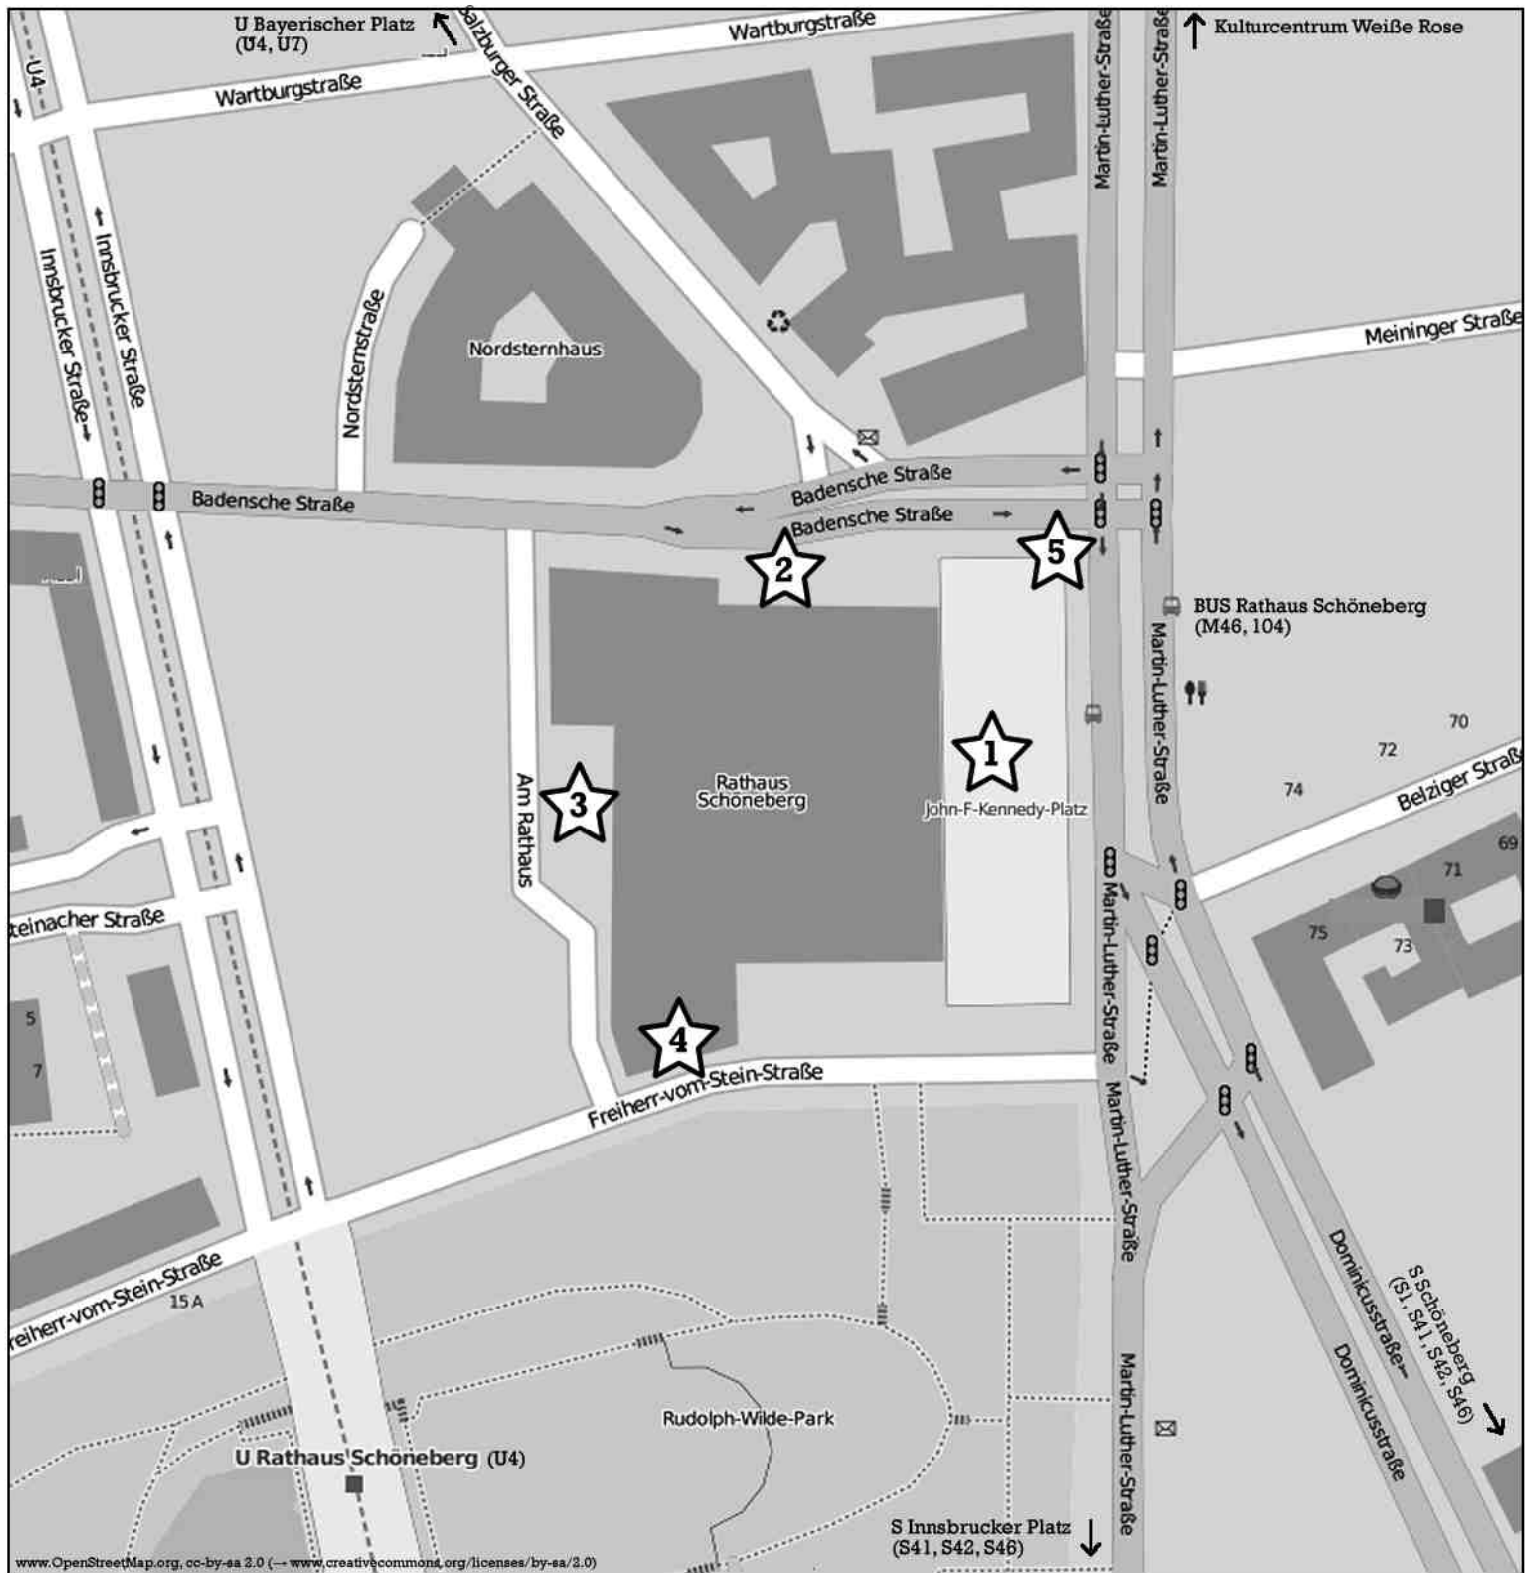 U Bayerischer Platz
(U4, U7)
Salzburger Straße
Wartburgstraße
Martin-Luther-Straße
Martin-Luther-Straße
Kulturcentrum Weiße Rose
U4
Wartburgstraße
Innsbrucker Straße
Innsbrucker Straße
Nordsternstraße
Nordsternhaus
Meininger Straße
Badensche Straße
Badensche Straße
Badensche Straße
2
5
BUS Rathaus Schöneberg
(M46, 104)
Martin-Luther-Straße
70
72
74
1
3
Am Rathaus
Rathaus
Schöneberg
John-F-Kennedy-Platz
Belziger Straß
69
71
75
73
teinacher Straße
Martin-Luther-Straße
5
7
4
Freiherr-vom-Stein-Straße
Martin-Luther-Straße
reiherr-vom-Stein-Straße
15 A
Dominicusstraße
Dominicusstraße
S Schöneberg
(S1, S41, S42, S46)
Rudolph-Wilde-Park
Martin-Luther-Straße
U Rathaus Schöneberg (U4)
S Innsbrucker Platz
(S41, S42, S46)
www.OpenStreetMap.org, cc-by-sa 2.0 (→ www.creativecommons.org/licenses/by-sa/2.0)